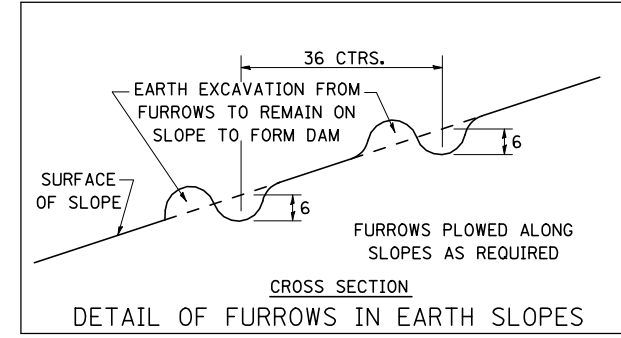 36 CTRS.
EARTH EXCAVATION FROM
FURROWS TO REMAIN ON
SLOPE TO FORM DAM
6
SURFACE
OF SLOPE
6
FURROWS PLOWED ALONG
SLOPES AS REQUIRED
CROSS SECTION
DETAIL OF FURROWS IN EARTH SLOPES